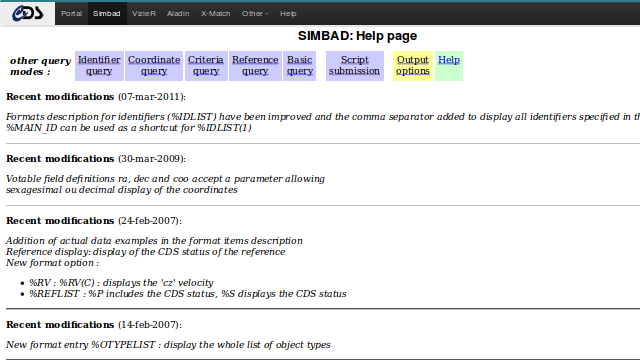 CDS Portal Simbad VizieR Aladin X-Match Other Help
SIMBAD: Help page
other query modes : Identifier query Coordinate query Criteria query Reference query Basic query Script submission Output options Help
Recent modifications (07-mar-2011):
Formats description for identifiers (%IDLIST) have been improved and the comma separator added to display all identifiers specified in
%MAIN_ID can be used as a shortcut for %IDLIST(1)
Recent modifications (30-mar-2009):
Votable field definitions ra, dec and coo accept a parameter allowing
sexagesimal ou decimal display of the coordinates
Recent modifications (24-feb-2007):
Addition of actual data examples in the format items description
Reference display: display of the CDS status of the reference
New format option :
• %RV : %RV(C) : displays the 'cz' velocity
• %REFLIST : %P includes the CDS status, %S displays the CDS status
Recent modifications (14-feb-2007):
New format entry %OTYPELIST : display the whole list of object types